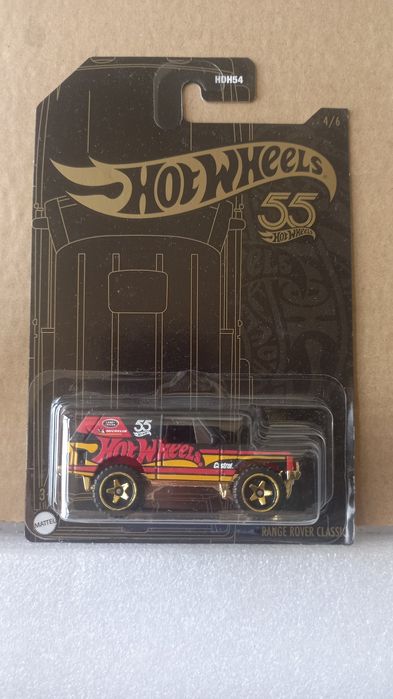 HDH54
4/6
HOT WHEELS
55
HOT WHEELS
55
HOT WHEELS
Castrol
MATTEL
RANGE ROVER CLASSIC